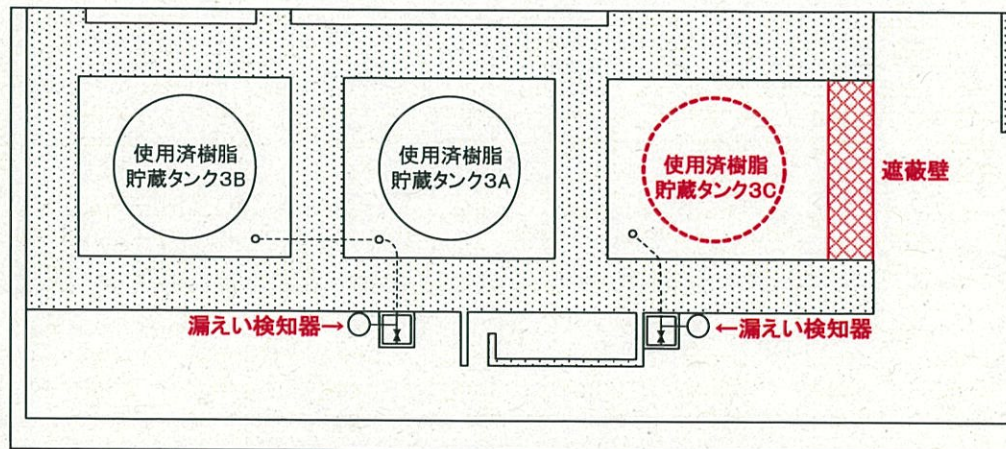 使用済樹脂
貯蔵タンク3B
使用済樹脂
貯蔵タンク3A
使用済樹脂
貯蔵タンク3C
遮蔽壁
漏えい検知器→
←漏えい検知器